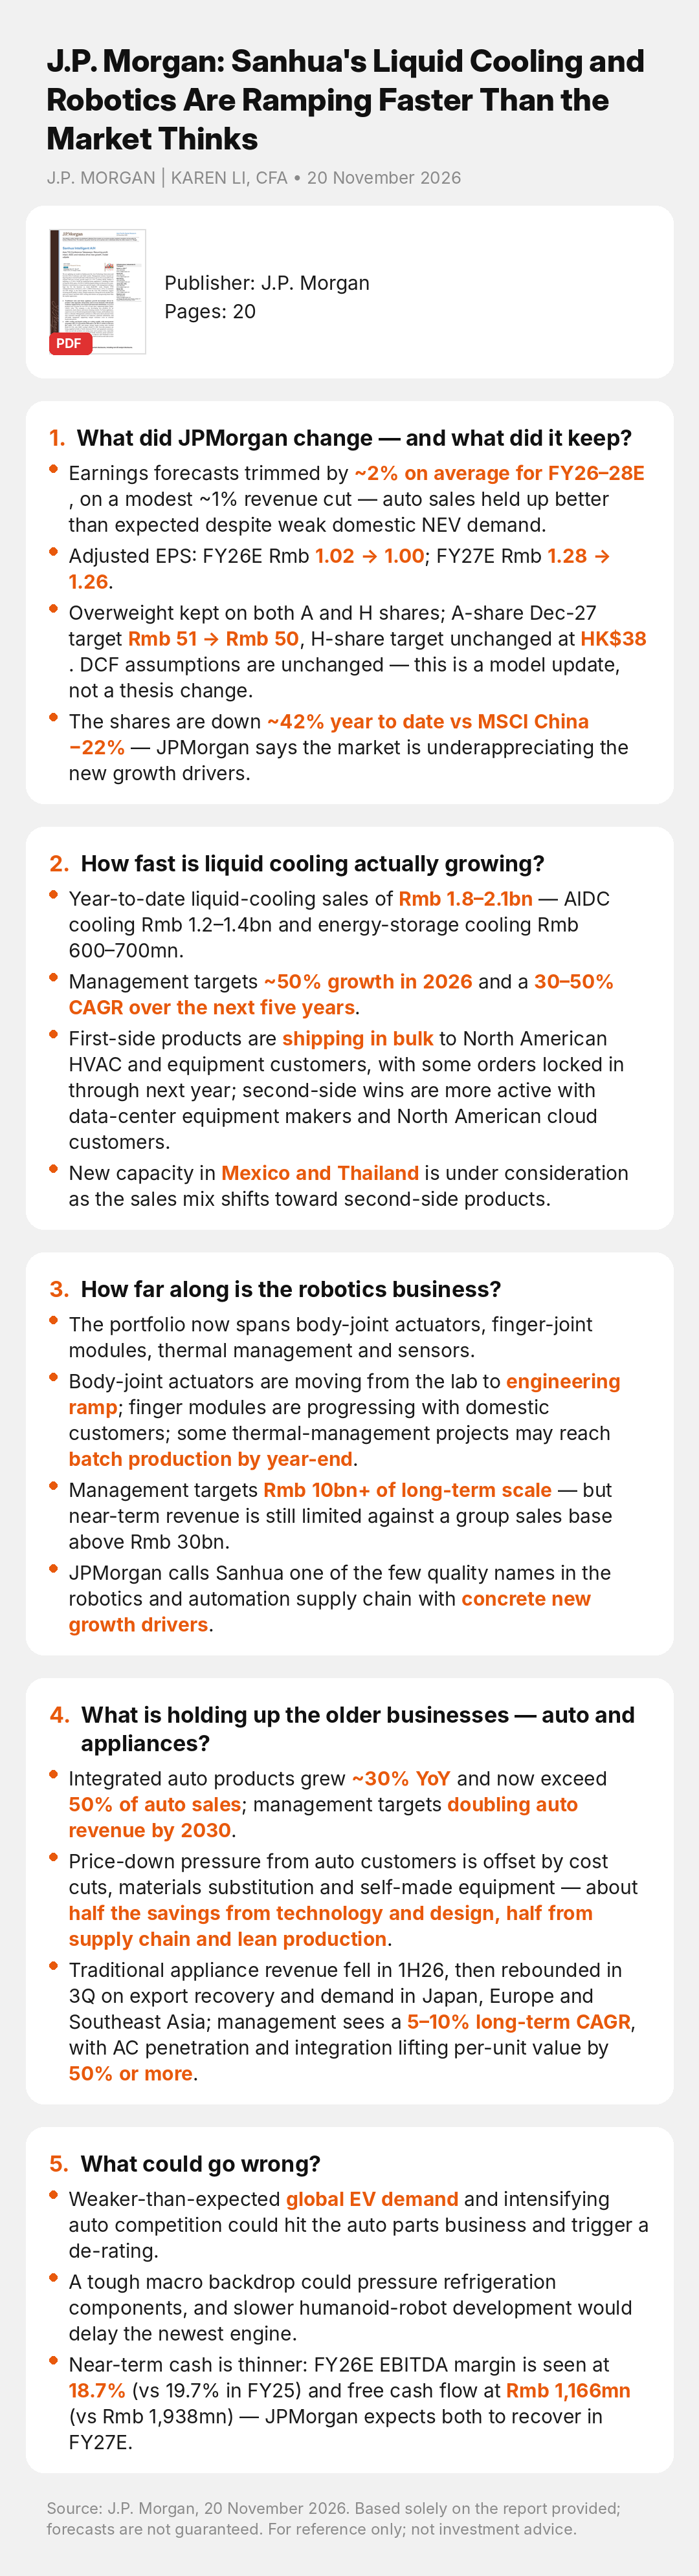 J.P. Morgan: Sanhua's Liquid Cooling and
Robotics Are Ramping Faster Than the
Market Thinks
J.P. MORGAN | KAREN LI, CFA • 20 November 2026
PDF
Publisher: J.P. Morgan
Pages: 20
1. What did JPMorgan change — and what did it keep?
• Earnings forecasts trimmed by ~2% on average for FY26–28E
, on a modest ~1% revenue cut — auto sales held up better
than expected despite weak domestic NEV demand.
• Adjusted EPS: FY26E Rmb 1.02 → 1.00; FY27E Rmb 1.28 →
1.26.
• Overweight kept on both A and H shares; A-share Dec-27
target Rmb 51 → Rmb 50, H-share target unchanged at HK$38
. DCF assumptions are unchanged — this is a model update,
not a thesis change.
• The shares are down ~42% year to date vs MSCI China
−22% — JPMorgan says the market is underappreciating the
new growth drivers.
2. How fast is liquid cooling actually growing?
• Year-to-date liquid-cooling sales of Rmb 1.8–2.1bn — AIDC
cooling Rmb 1.2–1.4bn and energy-storage cooling Rmb
600–700mn.
• Management targets ~50% growth in 2026 and a 30–50%
CAGR over the next five years.
• First-side products are shipping in bulk to North American
HVAC and equipment customers, with some orders locked in
through next year; second-side wins are more active with
data-center equipment makers and North American cloud
customers.
• New capacity in Mexico and Thailand is under consideration
as the sales mix shifts toward second-side products.
3. How far along is the robotics business?
• The portfolio now spans body-joint actuators, finger-joint
modules, thermal management and sensors.
• Body-joint actuators are moving from the lab to engineering
ramp; finger modules are progressing with domestic
customers; some thermal-management projects may reach
batch production by year-end.
• Management targets Rmb 10bn+ of long-term scale — but
near-term revenue is still limited against a group sales base
above Rmb 30bn.
• JPMorgan calls Sanhua one of the few quality names in the
robotics and automation supply chain with concrete new
growth drivers.
4. What is holding up the older businesses — auto and
appliances?
• Integrated auto products grew ~30% YoY and now exceed
50% of auto sales; management targets doubling auto
revenue by 2030.
• Price-down pressure from auto customers is offset by cost
cuts, materials substitution and self-made equipment — about
half the savings from technology and design, half from
supply chain and lean production.
• Traditional appliance revenue fell in 1H26, then rebounded in
3Q on export recovery and demand in Japan, Europe and
Southeast Asia; management sees a 5–10% long-term CAGR,
with AC penetration and integration lifting per-unit value by
50% or more.
5. What could go wrong?
• Weaker-than-expected global EV demand and intensifying
auto competition could hit the auto parts business and trigger a
de-rating.
• A tough macro backdrop could pressure refrigeration
components, and slower humanoid-robot development would
delay the newest engine.
• Near-term cash is thinner: FY26E EBITDA margin is seen at
18.7% (vs 19.7% in FY25) and free cash flow at Rmb 1,166mn
(vs Rmb 1,938mn) — JPMorgan expects both to recover in
FY27E.
Source: J.P. Morgan, 20 November 2026. Based solely on the report provided;
forecasts are not guaranteed. For reference only; not investment advice.